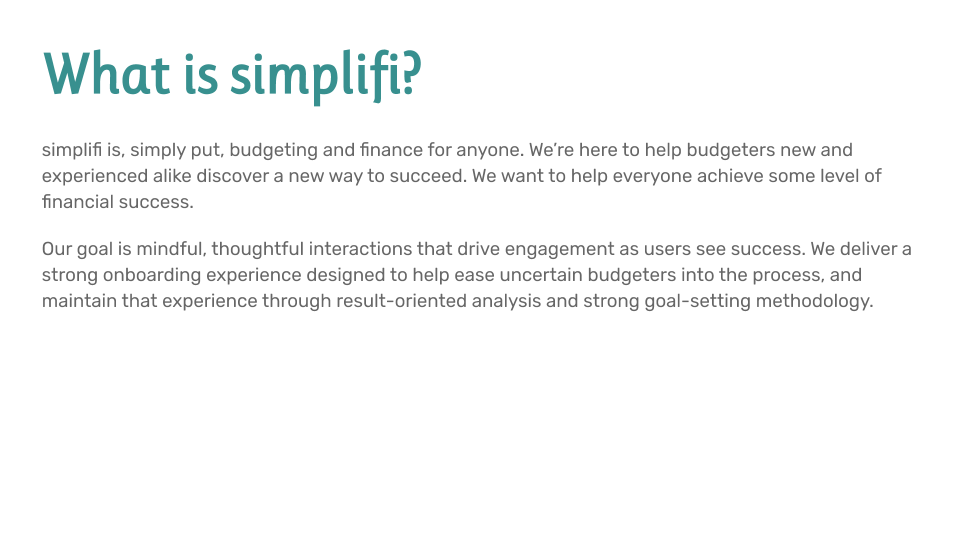 What is simplifi?
simplifi is, simply put, budgeting and finance for anyone. We’re here to help budgeters new and
experienced alike discover a new way to succeed. We want to help everyone achieve some level of
financial success.
Our goal is mindful, thoughtful interactions that drive engagement as users see success. We deliver a
strong onboarding experience designed to help ease uncertain budgeters into the process, and
maintain that experience through result-oriented analysis and strong goal-setting methodology.